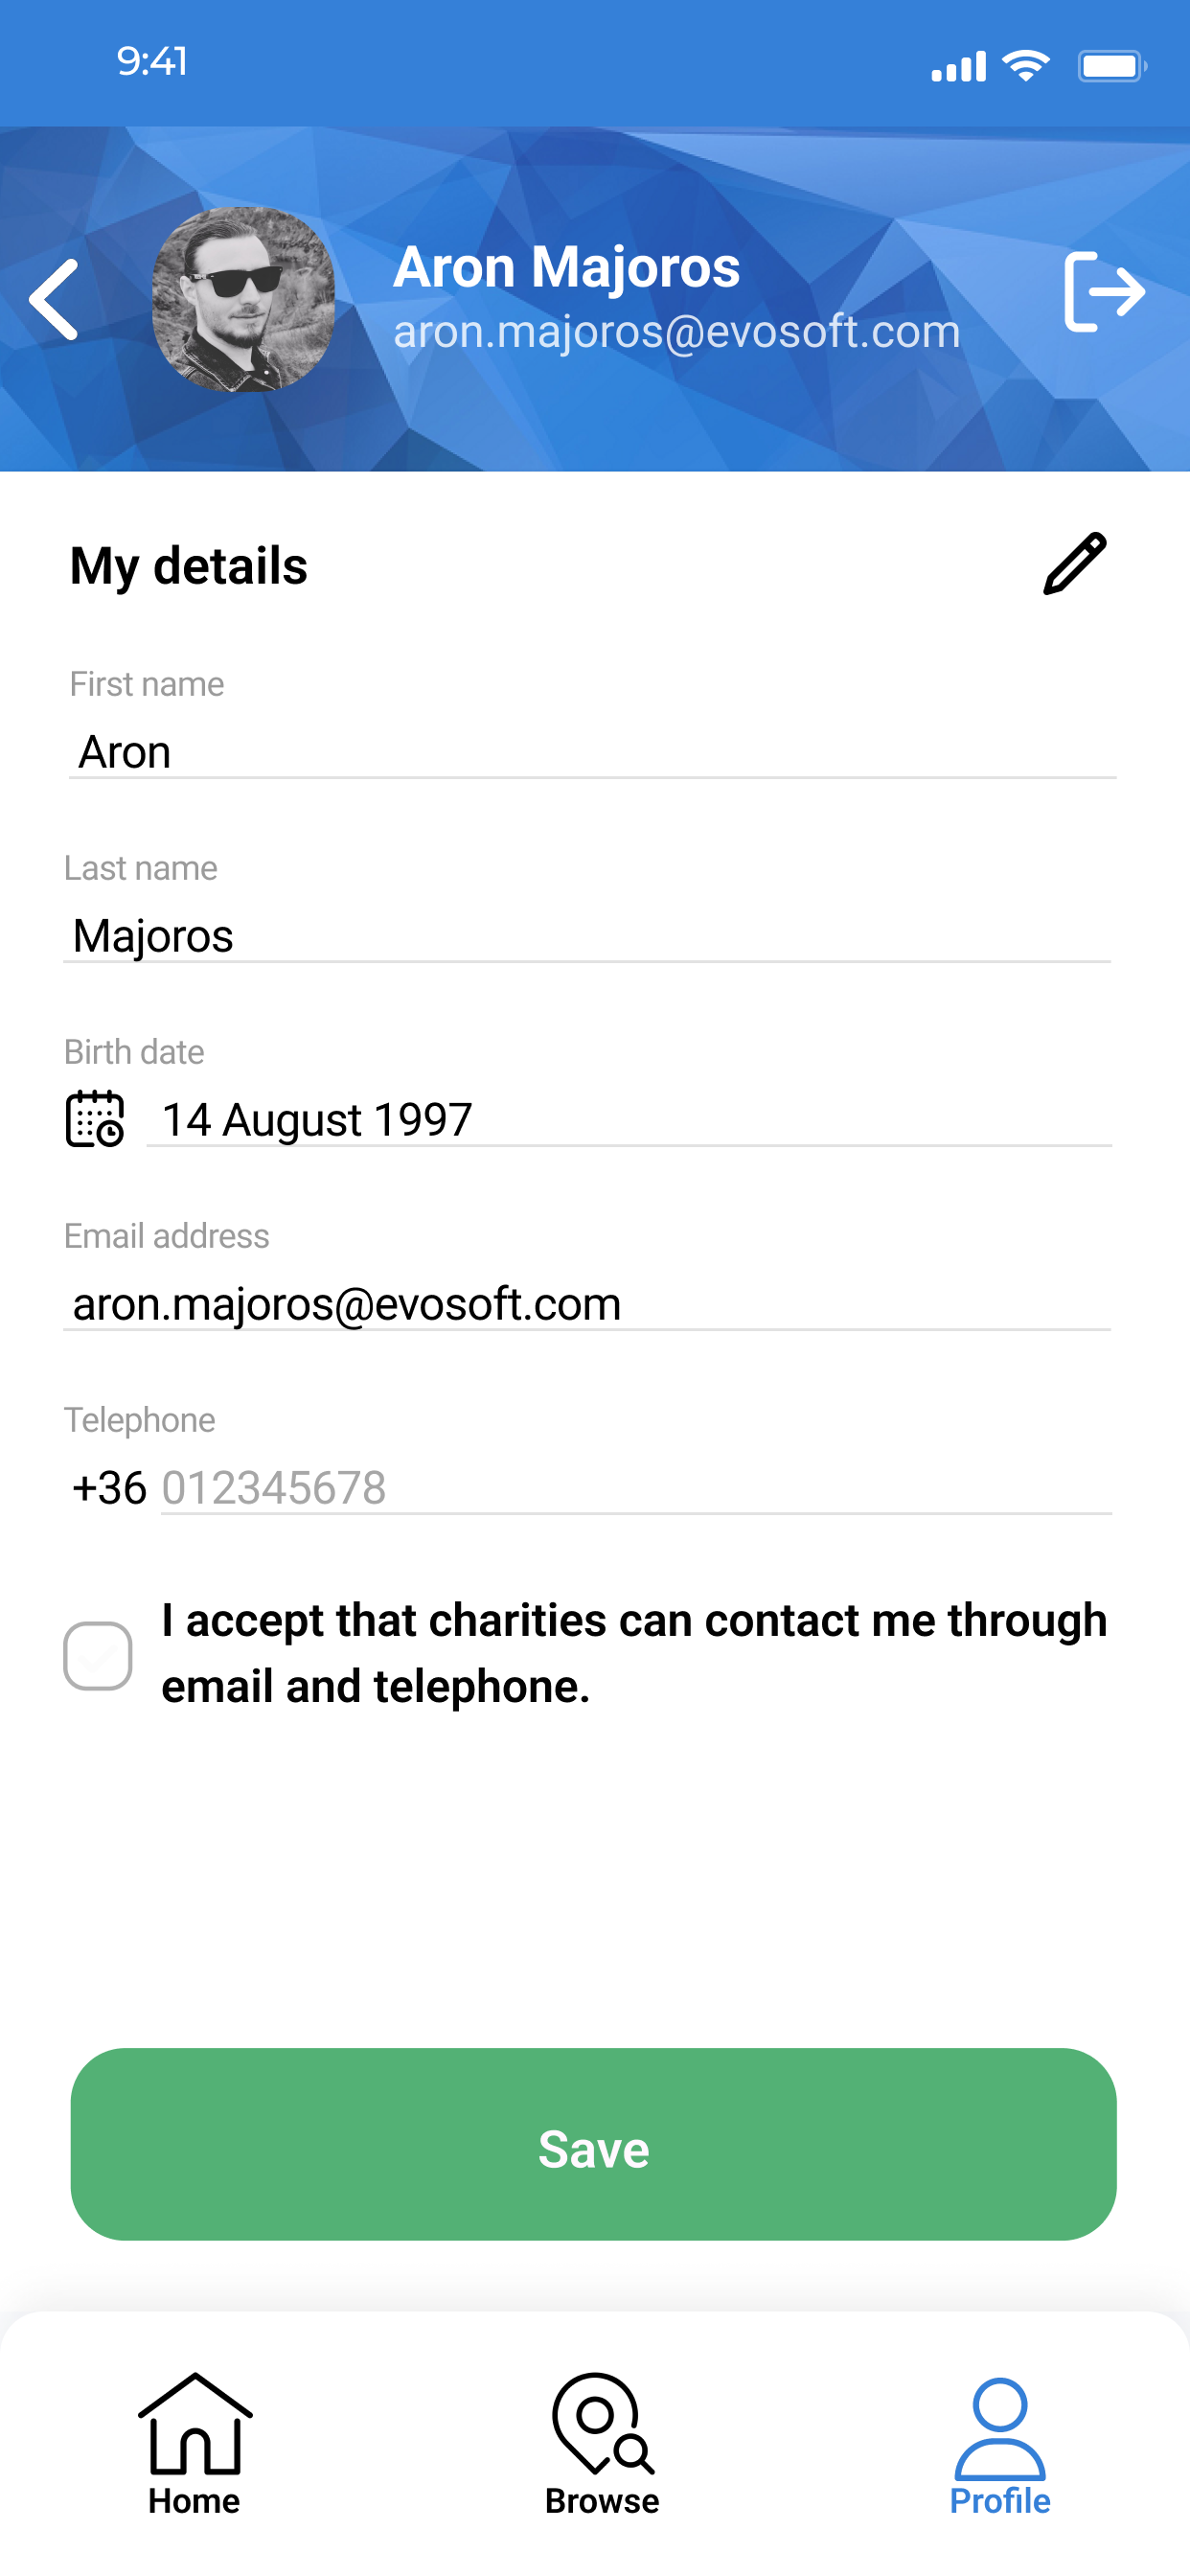 9:41
Aron Majoros
aron.majoros@evosoft.com
My details
First name
Aron
Last name
Majoros
Birth date
14 August 1997
Email address
aron.majoros@evosoft.com
Telephone
+36 012345678
I accept that charities can contact me through
email and telephone.
Save
Home
Browse
Profile